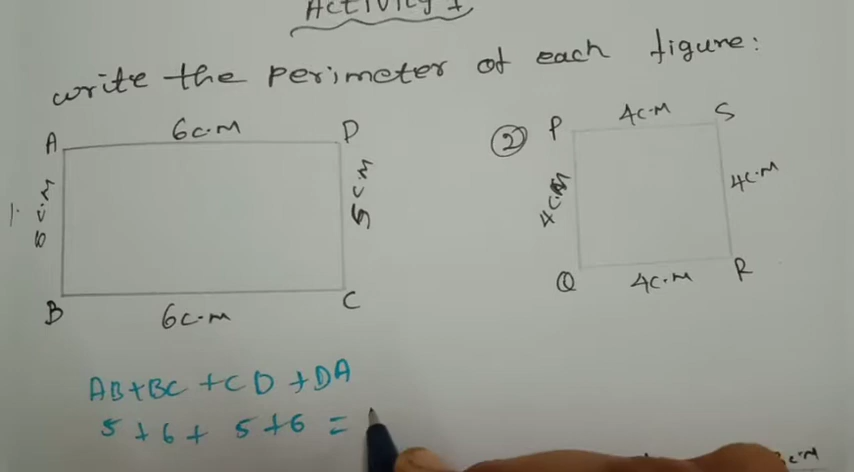 Activity 1
write the perimeter of each figure:
A 6c.m D
1. 5c.m 5c.m
B 6c.m C
2 P 4c.m S
4c.m 4c.m
Q 4c.m R
AB+BC+CD+DA
5+6+5+6=
c.m